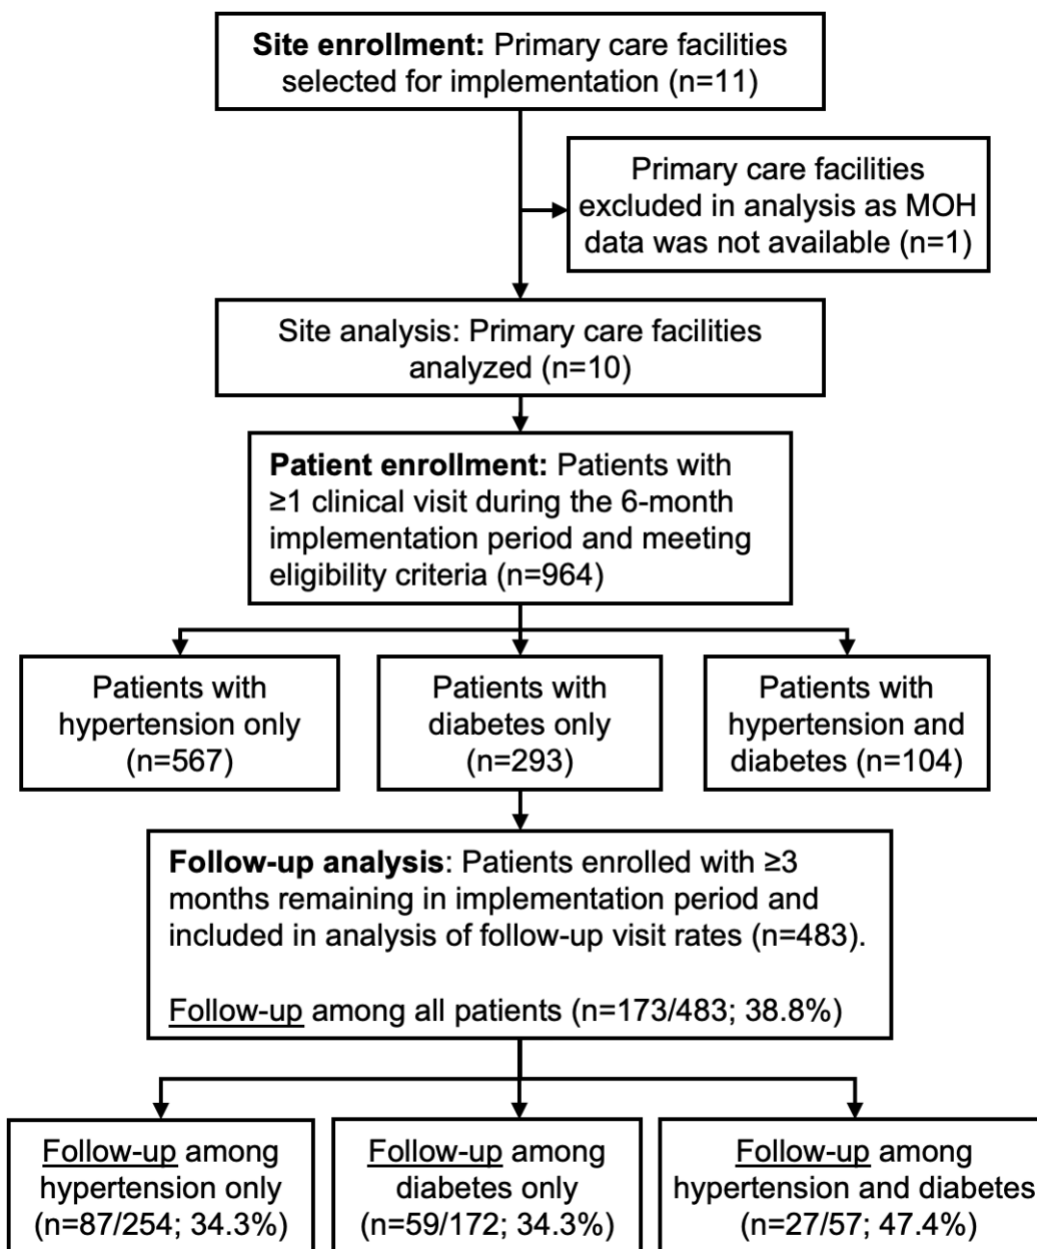 Site enrollment: Primary care facilities
selected for implementation (n=11)
Primary care facilities
excluded in analysis as MOH
data was not available (n=1)
Site analysis: Primary care facilities
analyzed (n=10)
Patient enrollment: Patients with
≥1 clinical visit during the 6-month
implementation period and meeting
eligibility criteria (n=964)
Patients with
hypertension only
(n=567)
Patients with
diabetes only
(n=293)
Patients with
hypertension and
diabetes (n=104)
Follow-up analysis: Patients enrolled with ≥3
months remaining in implementation period and
included in analysis of follow-up visit rates (n=483).
Follow-up among all patients (n=173/483; 38.8%)
Follow-up among
hypertension only
(n=87/254; 34.3%)
Follow-up among
diabetes only
(n=59/172; 34.3%)
Follow-up among
hypertension and diabetes
(n=27/57; 47.4%)